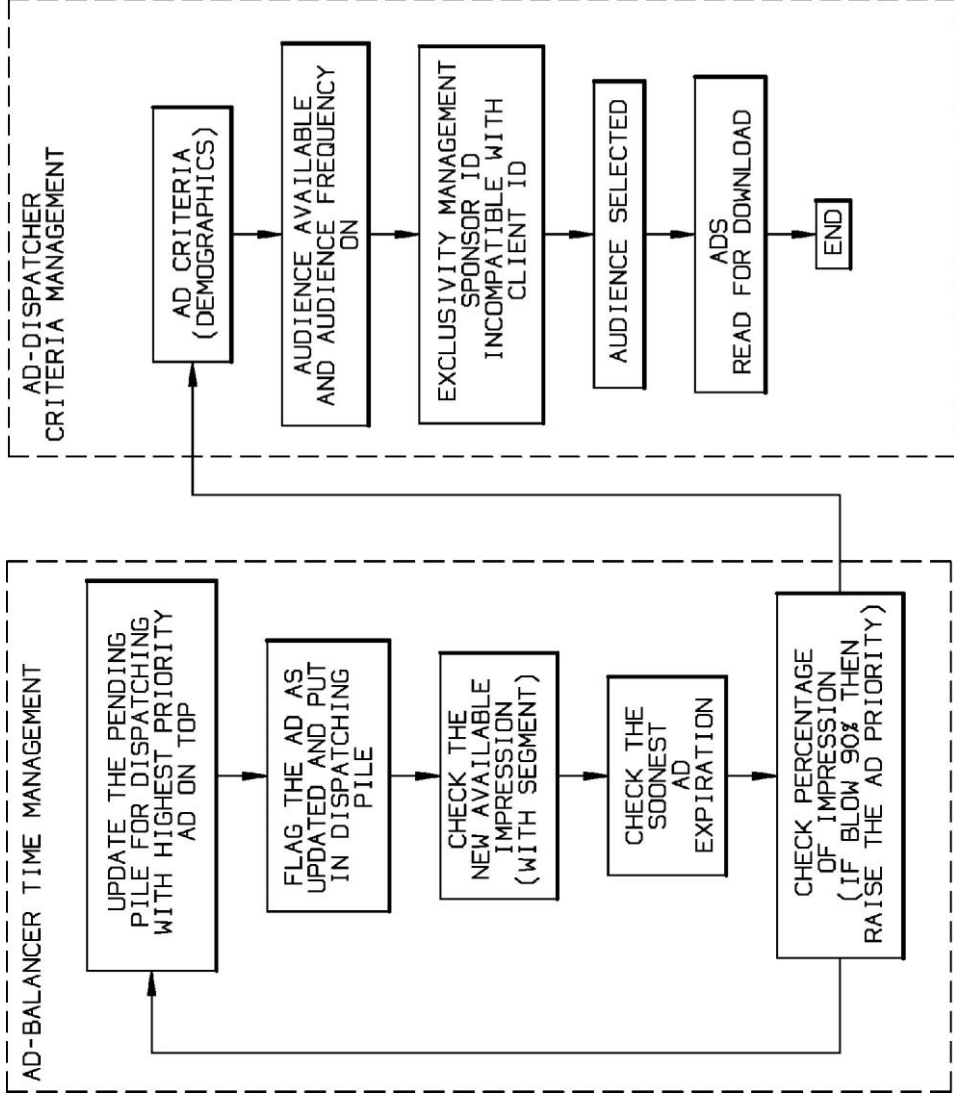 AD-BALANCER TIME MANAGEMENT
UPDATE THE PENDING
PILE FOR DISPATCHING
WITH HIGHEST PRIORITY
AD ON TOP
FLAG THE AD AS
UPDATED AND PUT
IN DISPATCHING
PILE
CHECK THE
NEW AVAILABLE
IMPRESSION
(WITH SEGMENT)
CHECK THE
SOONEST
AD
EXPIRATION
CHECK PERCENTAGE
OF IMPRESSION
(IF BLOW 90% THEN
RAISE THE AD PRIORITY)
AD-DISPATCHER
CRITERIA MANAGEMENT
AD CRITERIA
(DEMOGRAPHICS)
AUDIENCE AVAILABLE
AND AUDIENCE FREQUENCY
ON
EXCLUSIVITY MANAGEMENT
SPONSOR ID
INCOMPATIBLE WITH
CLIENT ID
AUDIENCE SELECTED
ADS
READ FOR DOWNLOAD
END